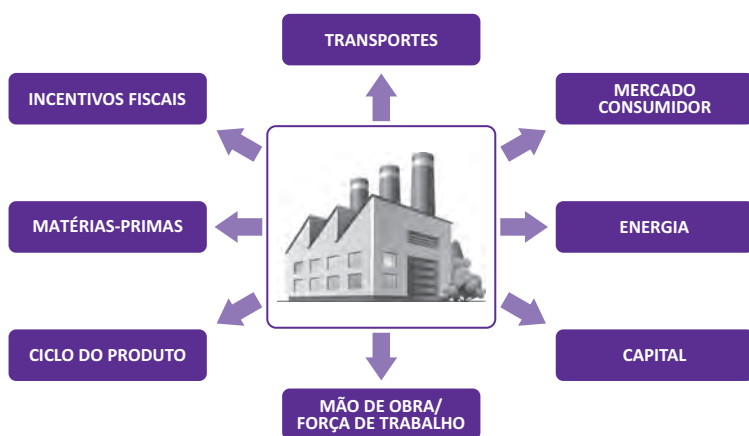 TRANSPORTES
INCENTIVOS FISCAIS
MERCADO
CONSUMIDOR
MATÉRIAS-PRIMAS
ENERGIA
CICLO DO PRODUTO
CAPITAL
MÃO DE OBRA/
FORÇA DE TRABALHO